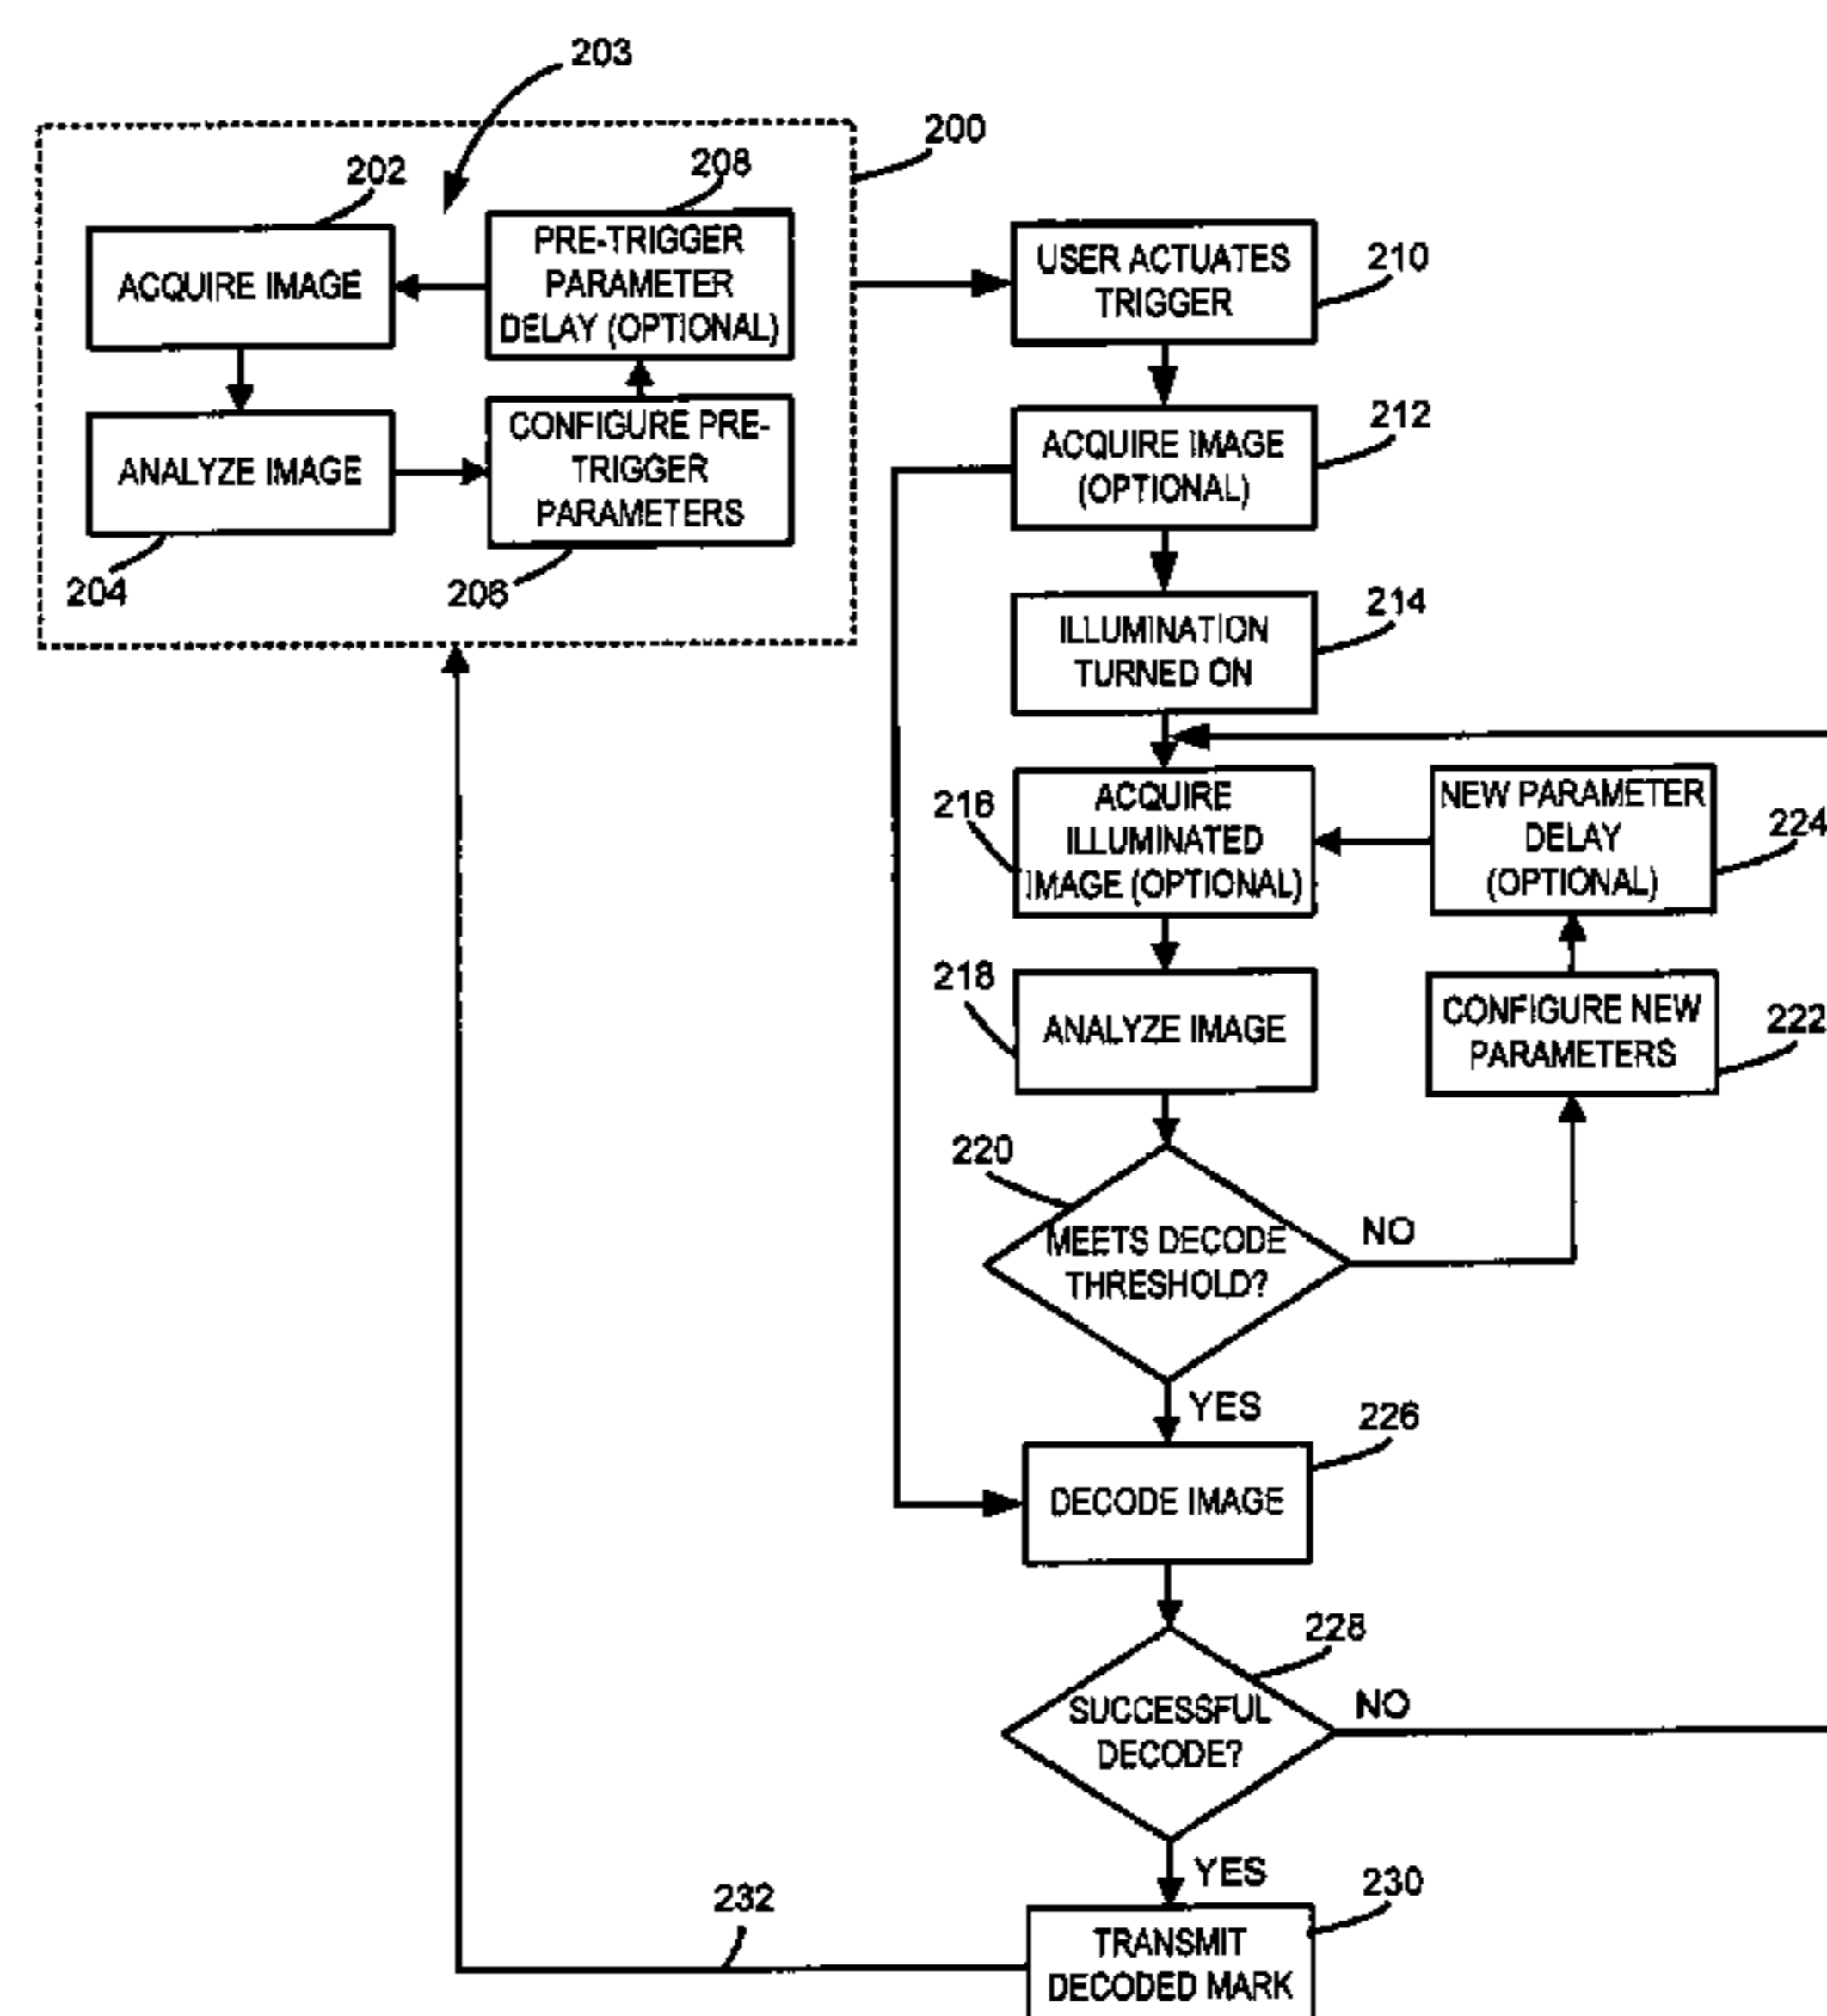 203
200
202
208
ACQUIRE IMAGE
PRE-TRIGGER
PARAMETER
DELAY (OPTIONAL)
ANALYZE IMAGE
CONFIGURE PRE-
TRIGGER
PARAMETERS
204
206
USER ACTUATES
TRIGGER
210
ACQUIRE IMAGE
(OPTIONAL)
212
ILLUMINATION
TURNED ON
214
216
ACQUIRE
ILLUMINATED
IMAGE (OPTIONAL)
NEW PARAMETER
DELAY
(OPTIONAL)
224
218
ANALYZE IMAGE
CONFIGURE NEW
PARAMETERS
222
220
MEETS DECODE
THRESHOLD?
NO
YES
226
DECODE IMAGE
228
SUCCESSFUL
DECODE?
NO
YES
230
232
TRANSMIT
DECODED MARK